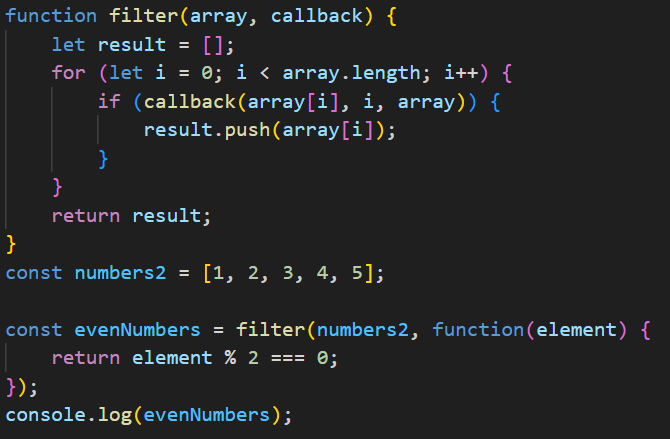 function filter(array, callback) {
    let result = [];
    for (let i = 0; i < array.length; i++) {
        if (callback(array[i], i, array)) {
            result.push(array[i]);
        }
    }
    return result;
}
const numbers2 = [1, 2, 3, 4, 5];

const evenNumbers = filter(numbers2, function(element) {
    return element % 2 === 0;
});
console.log(evenNumbers);